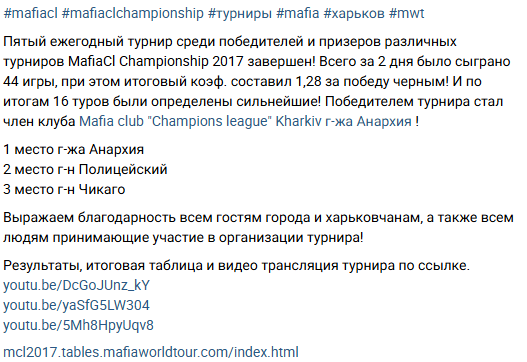 #mafiacl #mafiaclchampionship #турниры #mafia #харьков #mwt
Пятый ежегодный турнир среди победителей и призеров различных
турниров MafiaCl Championship 2017 завершен! Всего за 2 дня было сыграно
44 игры, при этом итоговый коэф. составил 1,28 за победу черным! И по
итогам 16 туров были определены сильнейшие! Победителем турнира стал
член клуба Mafia club "Champions league" Kharkiv г-жа Анархия !
1 место г-жа Анархия
2 место г-н Полицейский
3 место г-н Чикаго
Выражаем благодарность всем гостям города и харьковчанам, а также всем
людям принимающие участие в организации турнира!
Результаты, итоговая таблица и видео трансляция турнира по ссылке.
youtu.be/DcGoJUnz_kY
youtu.be/yaSfG5LW304
youtu.be/5Mh8HpyUqv8
mcl2017.tables.mafiaworldtour.com/index.html